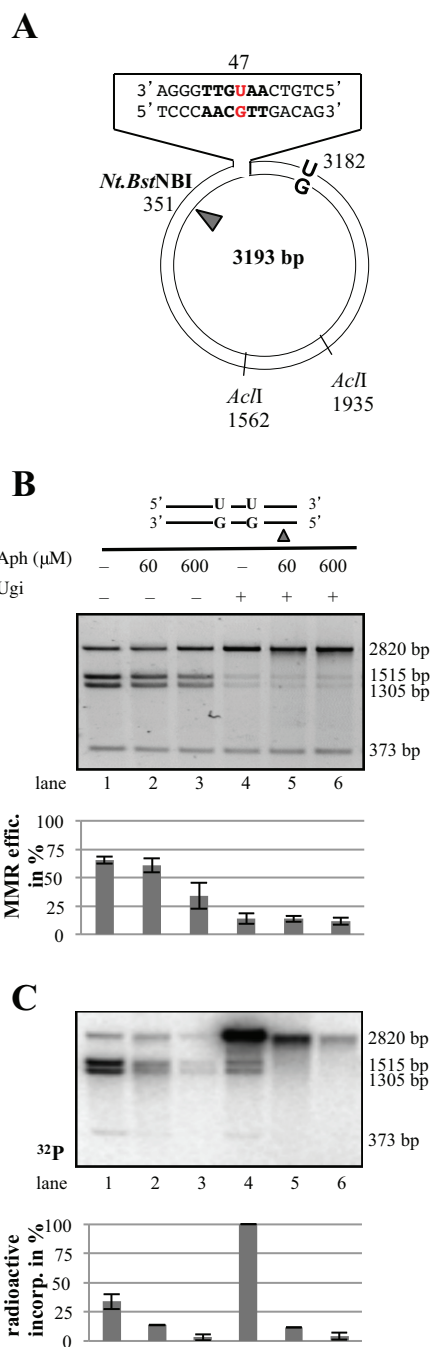 A
47
3'AGGGTTGUAACTGTC5'
5'TCCCAACGTTGACAG3'
U 3182
G
Nt.BstNBI
351
3193 bp
AclI
1562
AclI
1935
B
5' U U 3'
3' G G 5'
Aph (µM) – 60 600 – 60 600
Ugi – – – + + +
2820 bp
1515 bp
1305 bp
373 bp
lane 1 2 3 4 5 6
MMR effic.
in %
100
75
50
25
0
C
2820 bp
1515 bp
1305 bp
373 bp
32P
lane 1 2 3 4 5 6
radioactive
incorp. in %
100
75
50
25
0